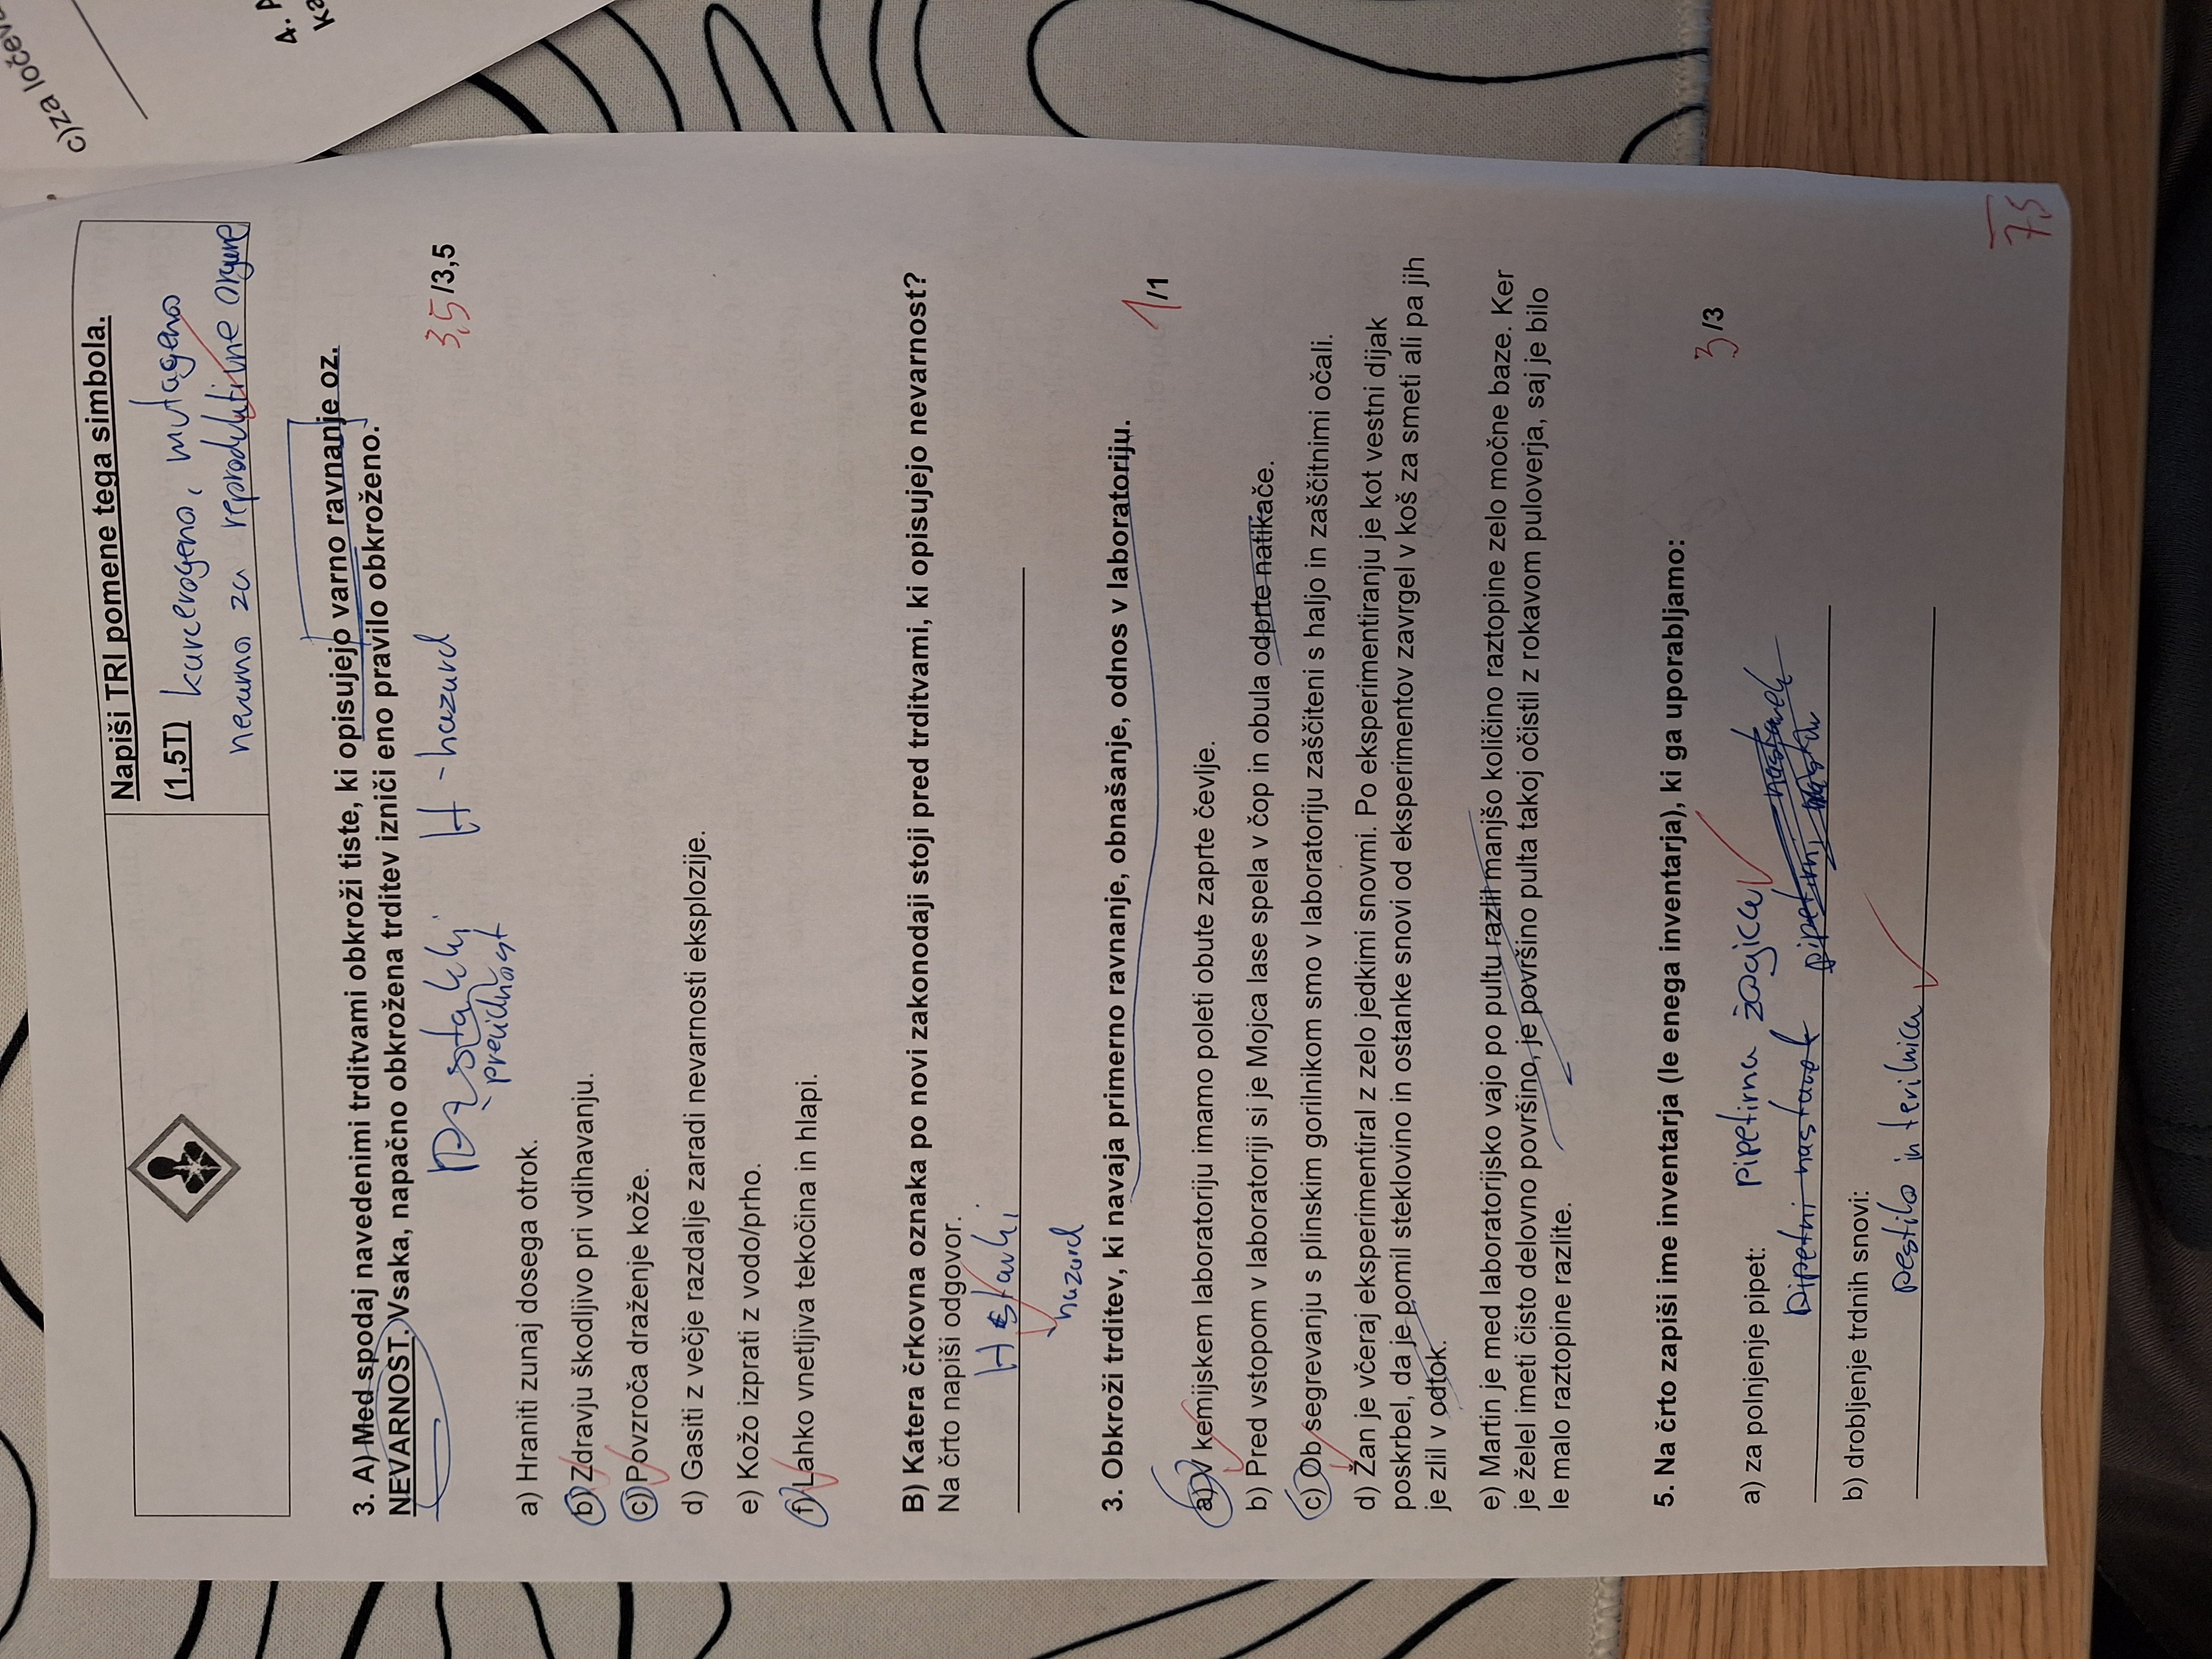 c)za ločev
Napiši TRI pomene tega simbola.
(1,5T) karcerogeno, mutageno
nevarno za reproduktivne organe
4. A
ka
3. A) Med spodaj navedenimi trditvami obkroži tiste, ki opisujejo varno ravnanje oz.
NEVARNOST. Vsaka, napačno obkrožena trditev izniči eno pravilo obkroženo.
P stavki H - hazard
previdnost
3,5/3,5
a) Hraniti zunaj dosega otrok.
b) Zdravju škodljivo pri vdihavanju.
c) Povzroča draženje kože.
d) Gasiti z večje razdalje zaradi nevarnosti eksplozije.
e) Kožo izprati z vodo/prho.
f) Lahko vnetljiva tekočina in hlapi.
B) Katera črkovna oznaka po novi zakonodaji stoji pred trditvami, ki opisujejo nevarnost?
Na črto napiši odgovor.
H stavki
hazard
3. Obkroži trditev, ki navaja primerno ravnanje, obnašanje, odnos v laboratoriju.
1/1
a) V kemijskem laboratoriju imamo poleti obute zaprte čevlje.
b) Pred vstopom v laboratoriji si je Mojca lase spela v čop in obula odprte natikače.
c) Ob segrevanju s plinskim gorilnikom smo v laboratoriju zaščiteni s haljo in zaščitnimi očali.
d) Žan je včeraj eksperimentiral z zelo jedkimi snovmi. Po eksperimentiranju je kot vestni dijak
poskrbel, da je pomil steklovino in ostanke snovi od eksperimentov zavrgel v koš za smeti ali pa jih
je zlil v odtok.
e) Martin je med laboratorijsko vajo po pultu razlil manjšo količino raztopine zelo močne baze. Ker
je želel imeti čisto delovno površino, je površino pulta takoj očistil z rokavom puloverja, saj je bilo
le malo raztopine razlite.
5. Na črto zapiši ime inventarja (le enega inventarja), ki ga uporabljamo:
3/3
a) za polnjenje pipet: pipetirna žogica
pipetni nastavek pipetirni nastavek
b) drobljenje trdnih snovi:
pestilo in terilnica
7,5